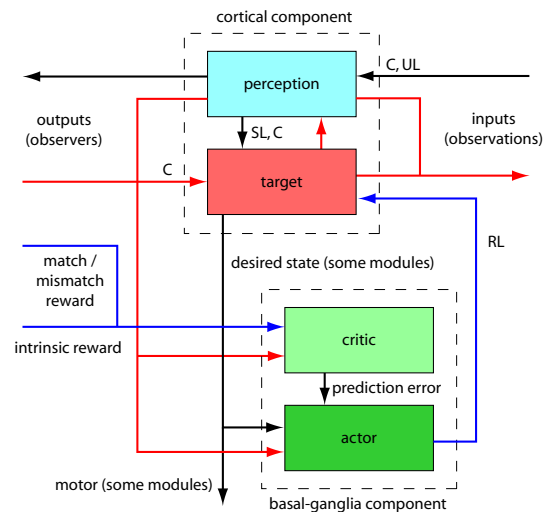 cortical component
C, UL
perception
outputs
(observers)
inputs
(observations)
SL, C
C
target
RL
match /
mismatch
reward
desired state (some modules)
intrinsic reward
critic
prediction error
actor
motor (some modules)
basal-ganglia component